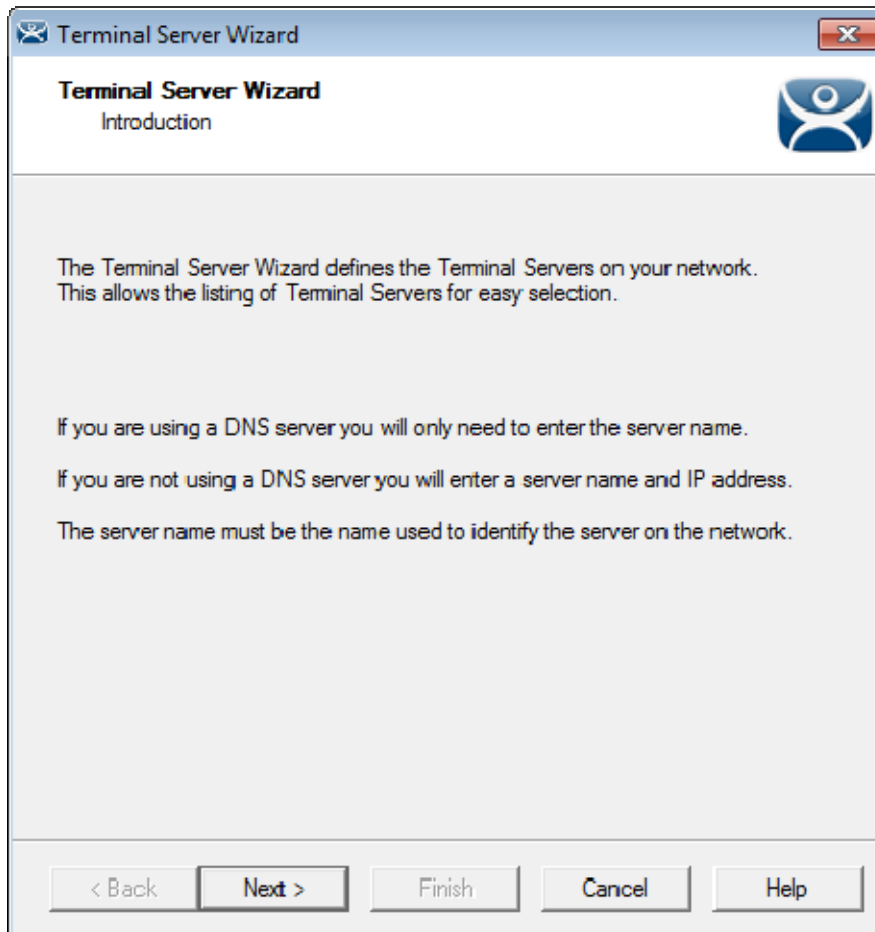 Terminal Server Wizard
Terminal Server Wizard
Introduction
The Terminal Server Wizard defines the Terminal Servers on your network.
This allows the listing of Terminal Servers for easy selection.
If you are using a DNS server you will only need to enter the server name.
If you are not using a DNS server you will enter a server name and IP address.
The server name must be the name used to identify the server on the network.
< Back Next > Finish Cancel Help